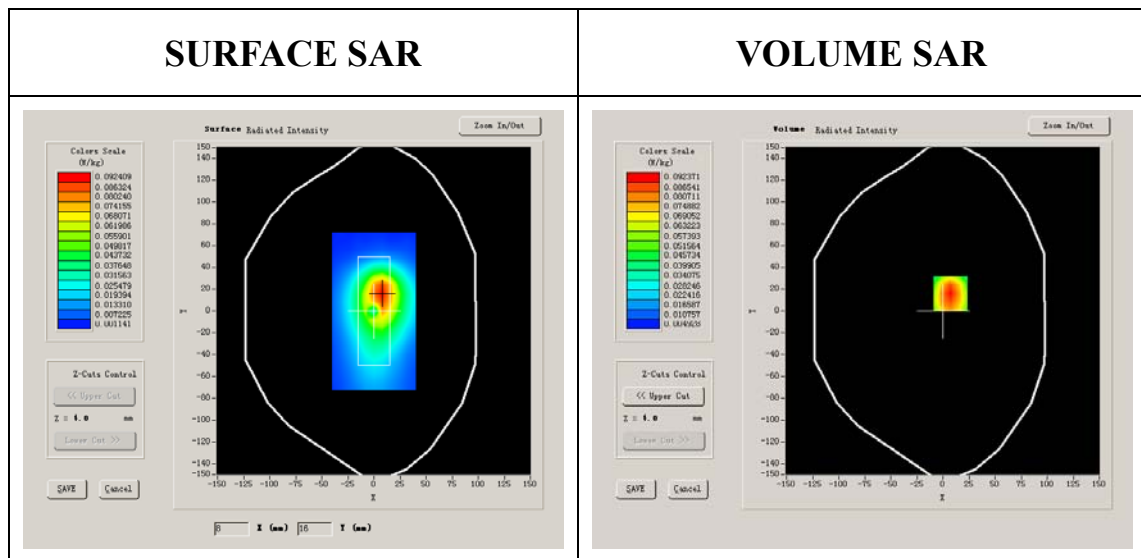 SURFACE SAR
VOLUME SAR
Surface Radiated Intensity
Zoom In/Out
Colors Scale
(W/kg)
0.092409
0.086324
0.080240
0.074155
0.068071
0.061986
0.055901
0.049817
0.043732
0.037648
0.031563
0.025479
0.019394
0.013310
0.007225
0.001141
150
140
120
100
80
60
40
20
0
-20
-40
-60
-80
-100
-120
-140
-150
Y
-150 -125 -100 -75 -50 -25 0 25 50 75 100 125 150
X
Z-Cuts Control
<< Upper Cut
Z = 4.0 mm
Lower Cut >>
SAVE Cancel
8 X (mm) 16 Y (mm)
Volume Radiated Intensity
Zoom In/Out
Colors Scale
(W/kg)
0.092371
0.086541
0.080711
0.074882
0.069052
0.063223
0.057393
0.051564
0.045734
0.039905
0.034075
0.028246
0.022416
0.016587
0.010757
0.004928
150
140
120
100
80
60
40
20
0
-20
-40
-60
-80
-100
-120
-140
-150
Y
-150 -125 -100 -75 -50 -25 0 25 50 75 100 125 150
X
Z-Cuts Control
<< Upper Cut
Z = 4.0 mm
Lower Cut >>
SAVE Cancel